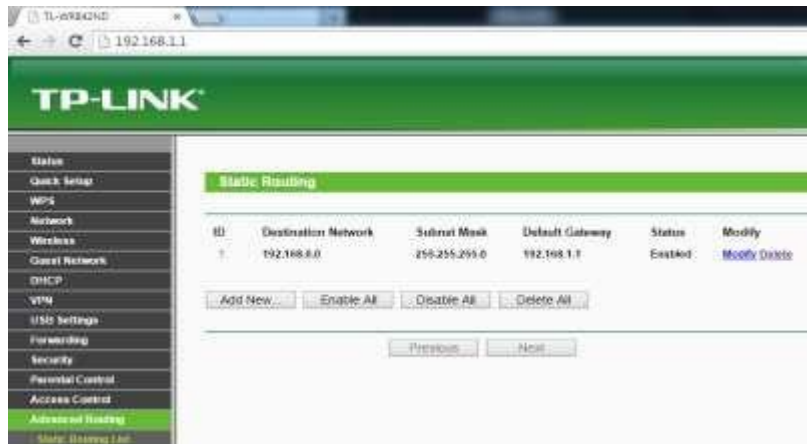 TL-WR842ND
192.168.1.1
TP-LINK
Status
Quick Setup
WPS
Network
Wireless
Guest Network
DHCP
VPN
USB Settings
Forwarding
Security
Parental Control
Access Control
Advanced Routing
- Static Routing List
Static Routing
ID Destination Network Subnet Mask Default Gateway Status Modify
1 192.168.0.0 255.255.255.0 192.168.1.1 Enabled Modify Delete
Add New... Enable All Disable All Delete All
Previous Next